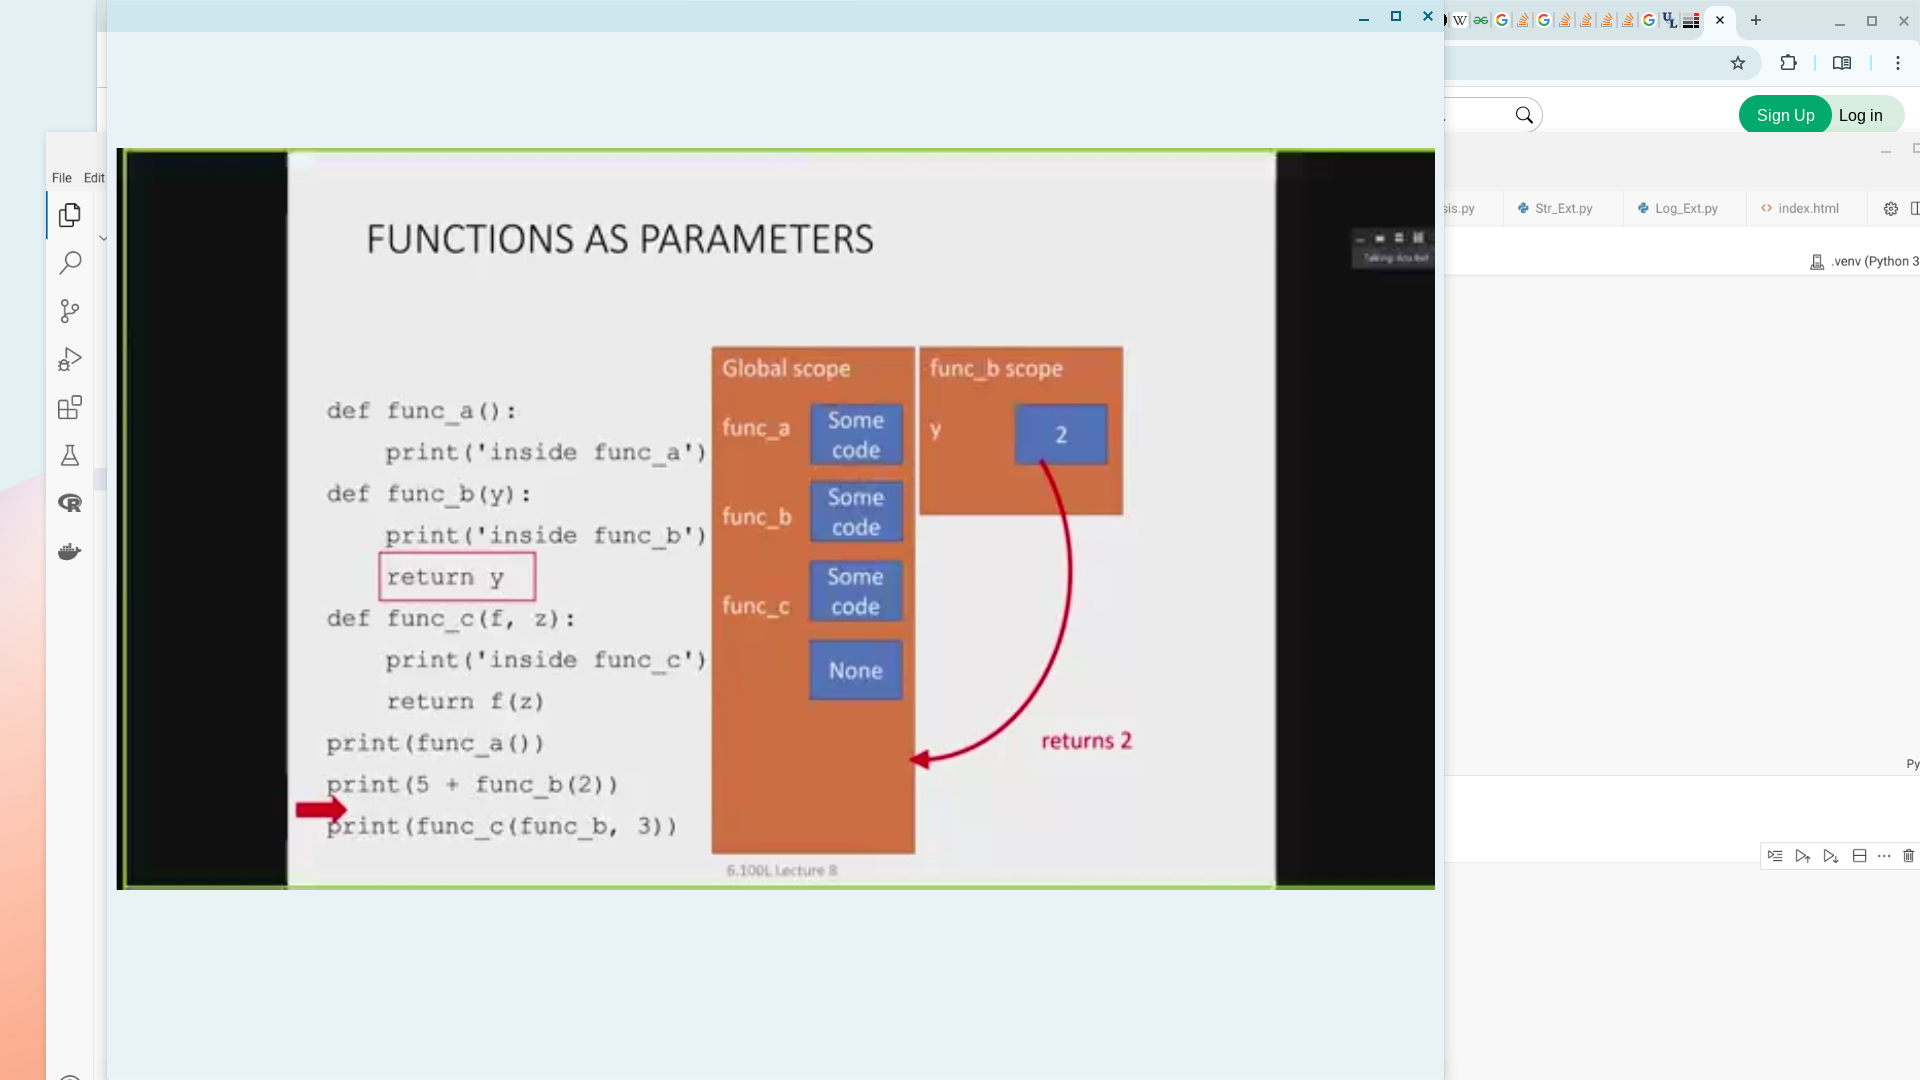 Sign Up
Log in
File Edit
sis.py
Str_Ext.py
Log_Ext.py
index.html
.venv (Python 3
FUNCTIONS AS PARAMETERS
def func_a():
    print('inside func_a')
def func_b(y):
    print('inside func_b')
    return y
def func_c(f, z):
    print('inside func_c')
    return f(z)
print(func_a())
print(5 + func_b(2))
print(func_c(func_b, 3))
Global scope
func_a
Some
code
func_b
Some
code
func_c
Some
code
None
func_b scope
y
2
returns 2
6.100L Lecture 8
Py